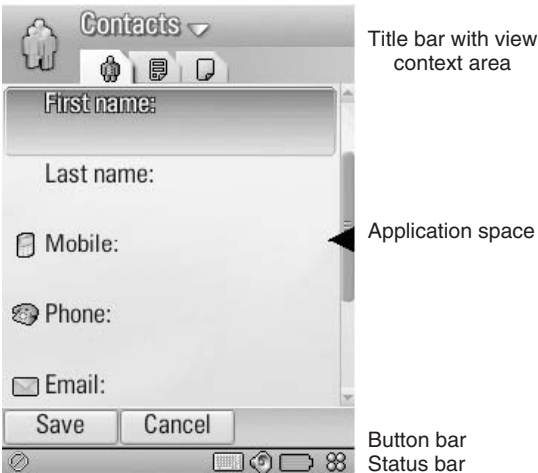 Contacts
Title bar with view
context area
First name:
Last name:
Mobile:
Application space
Phone:
Email:
Save Cancel
Button bar
Status bar